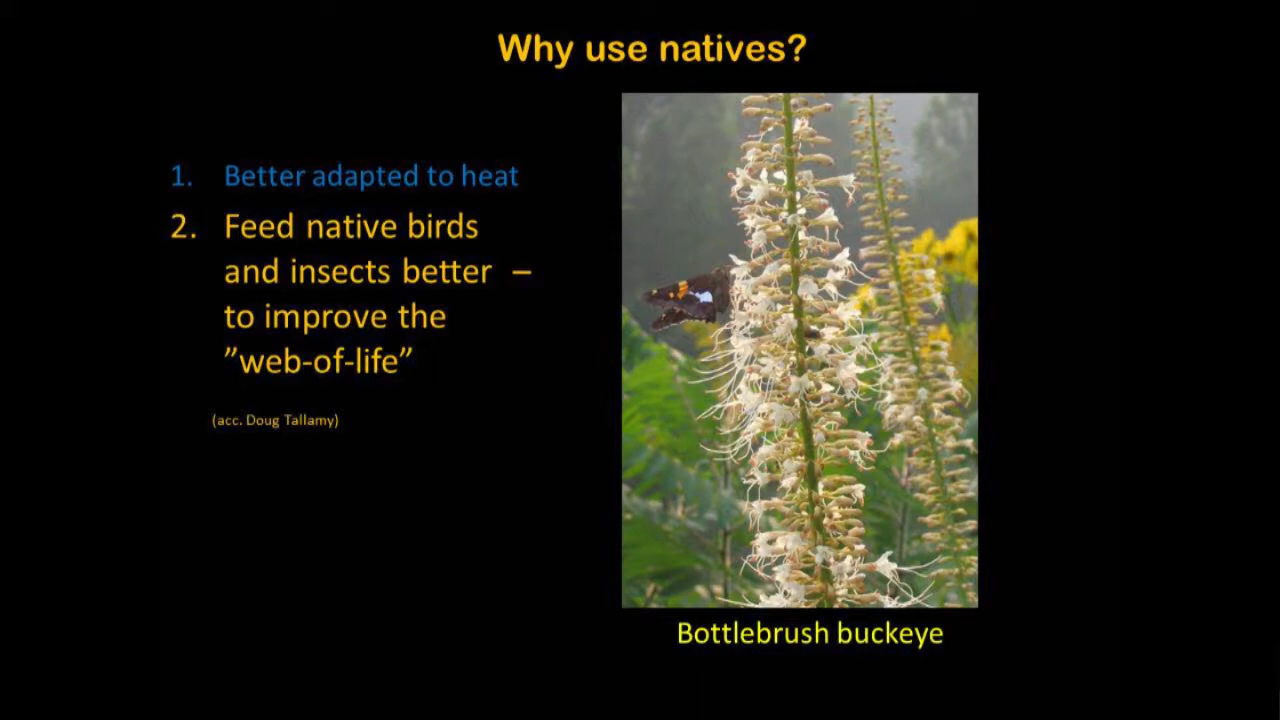 Why use natives?
1. Better adapted to heat
2. Feed native birds
and insects better –
to improve the
”web-of-life”
(acc. Doug Tallamy)
Bottlebrush buckeye